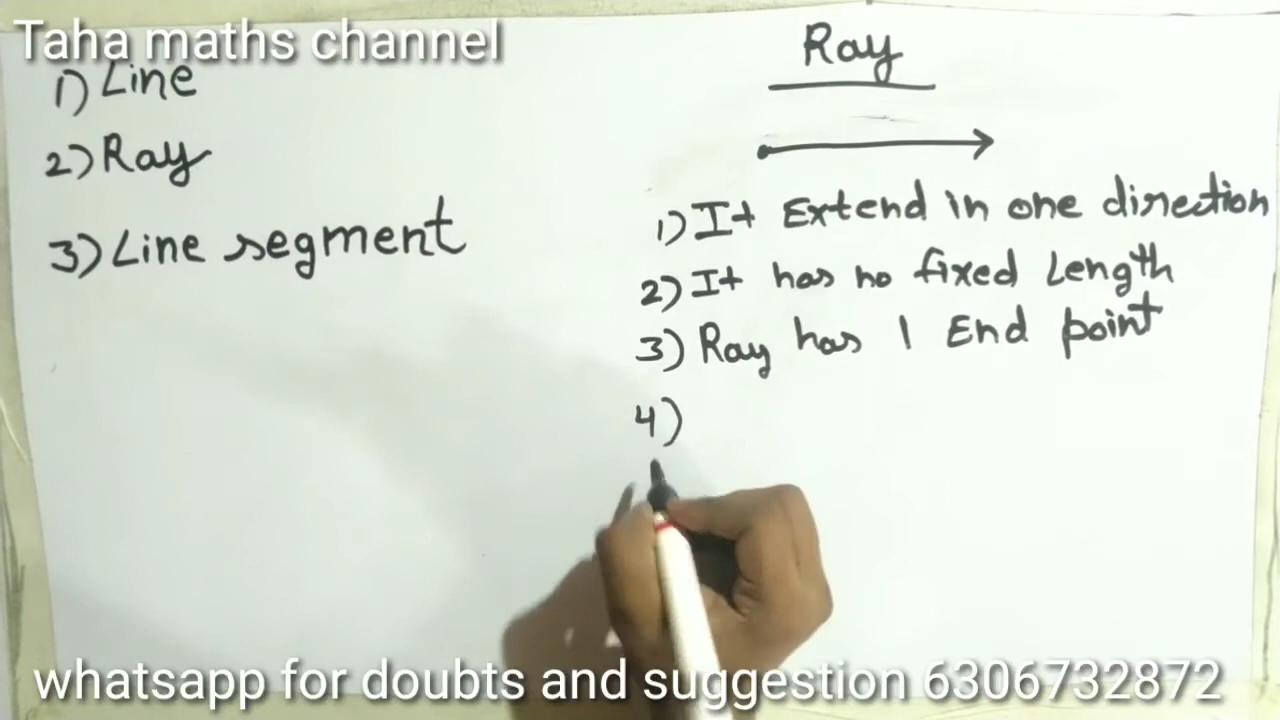 Taha maths channel
1) Line
2) Ray
3) Line segment
Ray
1) It Extend in one direction
2) It has no fixed Length
3) Ray has 1 End point
4)
whatsapp for doubts and suggestion 6306732872